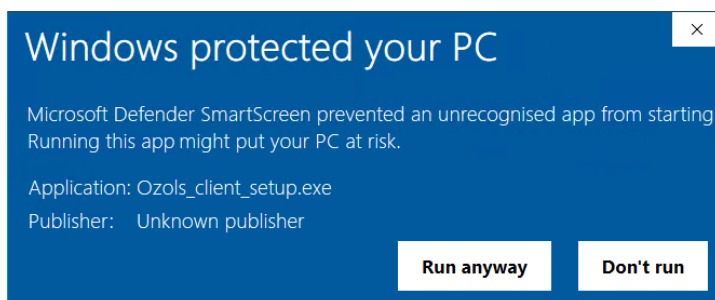 Windows protected your PC
Microsoft Defender SmartScreen prevented an unrecognised app from starting
Running this app might put your PC at risk.
Application: Ozols_client_setup.exe
Publisher: Unknown publisher
Run anyway Don't run